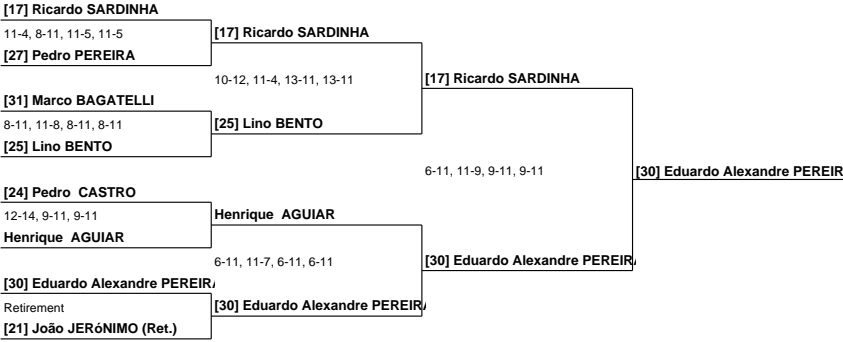 [17] Ricardo SARDINHA
11-4, 8-11, 11-5, 11-5
[27] Pedro PEREIRA
[31] Marco BAGATELLI
8-11, 11-8, 8-11, 8-11
[25] Lino BENTO
[24] Pedro CASTRO
12-14, 9-11, 9-11
Henrique AGUIAR
[30] Eduardo Alexandre PEREIRA
Retirement
[21] João JERóNIMO (Ret.)
[17] Ricardo SARDINHA
10-12, 11-4, 13-11, 13-11
[25] Lino BENTO
Henrique AGUIAR
6-11, 11-7, 6-11, 6-11
[30] Eduardo Alexandre PEREIRA
[17] Ricardo SARDINHA
6-11, 11-9, 9-11, 9-11
[30] Eduardo Alexandre PEREIRA
[30] Eduardo Alexandre PEREIR